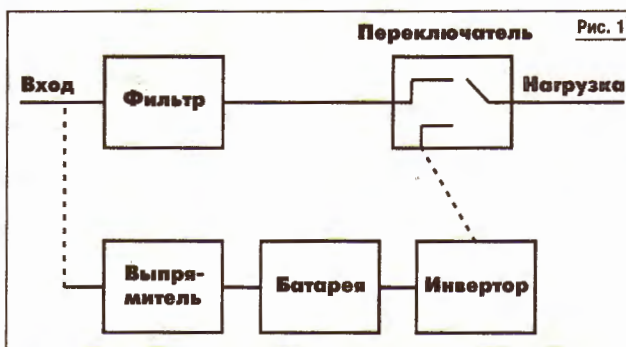 Рис. 1
Переключатель
Вход
Фильтр
Нагрузка
Выпря-
митель
Батарея
Инвертор